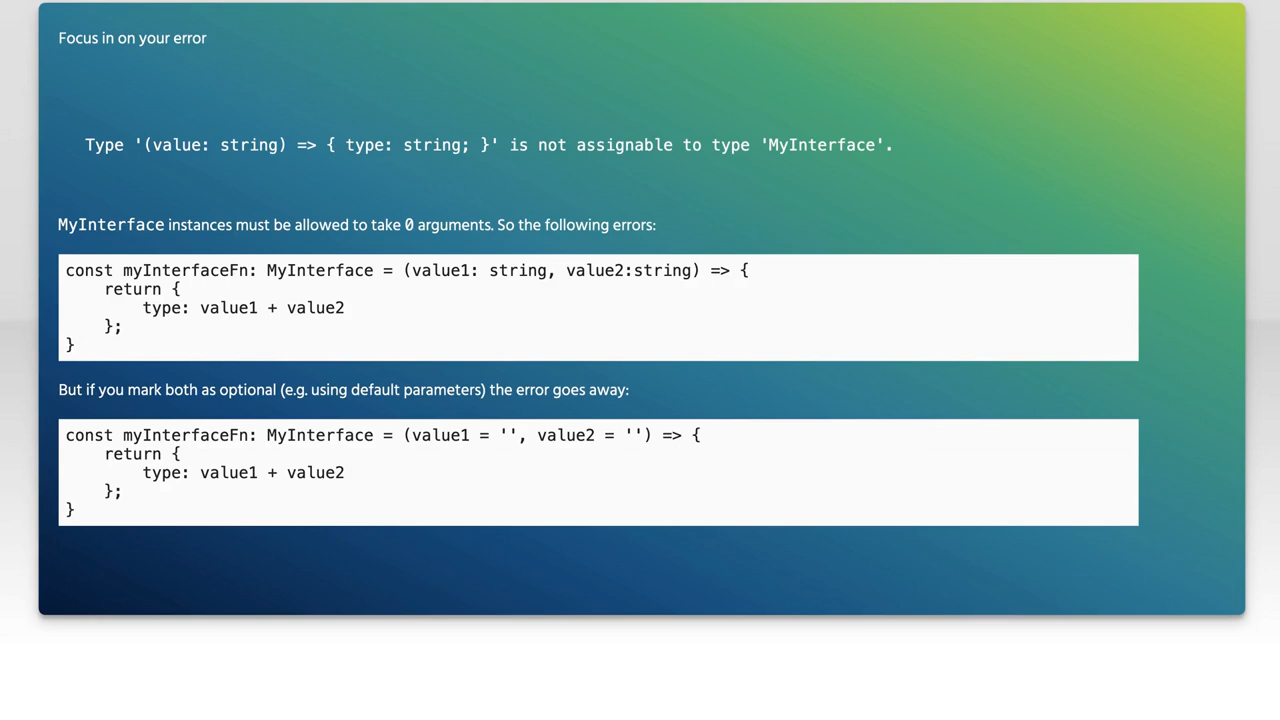 Focus in on your error
Type '(value: string) => { type: string; }' is not assignable to type 'MyInterface'.
MyInterface instances must be allowed to take 0 arguments. So the following errors:
const myInterfaceFn: MyInterface = (value1: string, value2:string) => {
    return {
        type: value1 + value2
    };
}
But if you mark both as optional (e.g. using default parameters) the error goes away:
const myInterfaceFn: MyInterface = (value1 = '', value2 = '') => {
    return {
        type: value1 + value2
    };
}